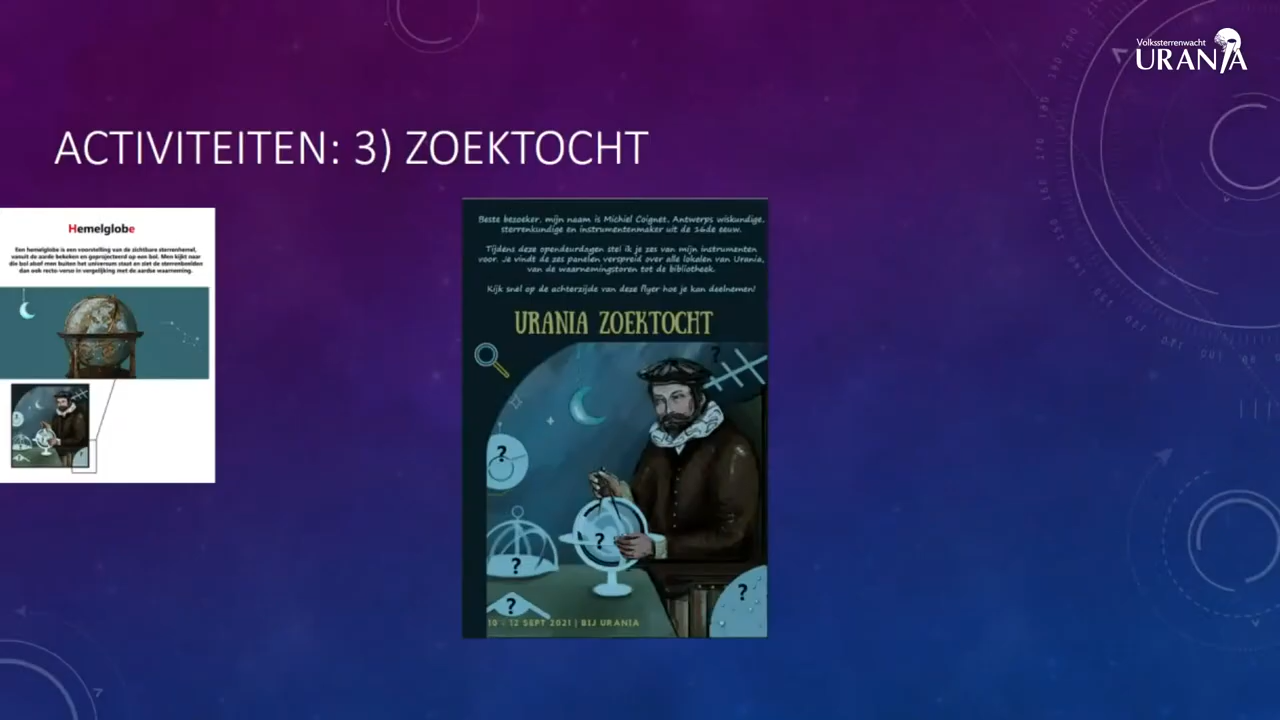 Volkssterrenwacht
URANIA
ACTIVITEITEN: 3) ZOEKTOCHT
Hemelglobe
Een hemelglobe is een voorstelling van de zichtbare sterrenhemel,
vanuit de aarde bekeken en geprojecteerd op een bol. Men kijkt naar
die bol alsof men buiten het universum staat en ziet de sterrenbeelden
dan ook recto-verso in vergelijking met de aardse waarneming.
Beste bezoeker, mijn naam is Michiel Coignet, Antwerps wiskundige,
sterrenkundige en instrumentenmaker uit de 16de eeuw.
Tijdens deze opendeurdagen stel ik je zes van mijn instrumenten
voor. Je vindt de zes panelen verspreid over alle lokalen van Urania,
van de waarnemingstoren tot de bibliotheek.
Kijk snel op de achterzijde van deze flyer hoe je kan deelnemen!
URANIA ZOEKTOCHT
?
?
?
?
?
?
10 - 12 SEPT 2021 | BIJ URANIA